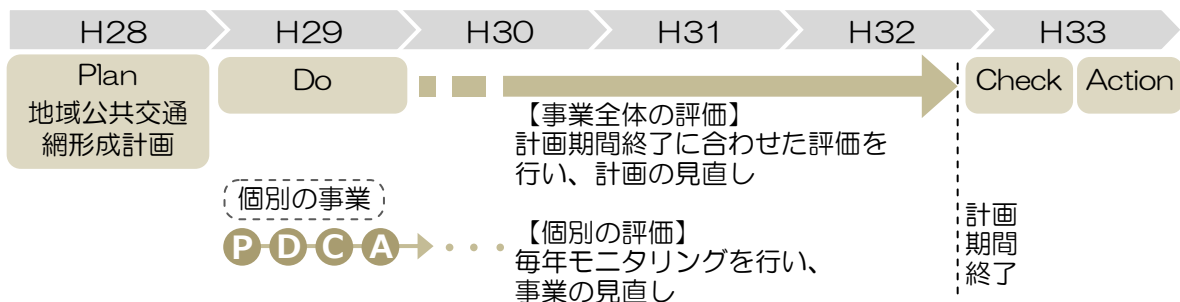 H28
H29
H30
H31
H32
H33
Plan
地域公共交通
網形成計画
Do
Check
Action
【事業全体の評価】
計画期間終了に合わせた評価を
行い、計画の見直し
個別の事業
P D C A
【個別の評価】
毎年モニタリングを行い、
事業の見直し
計画
期間
終了